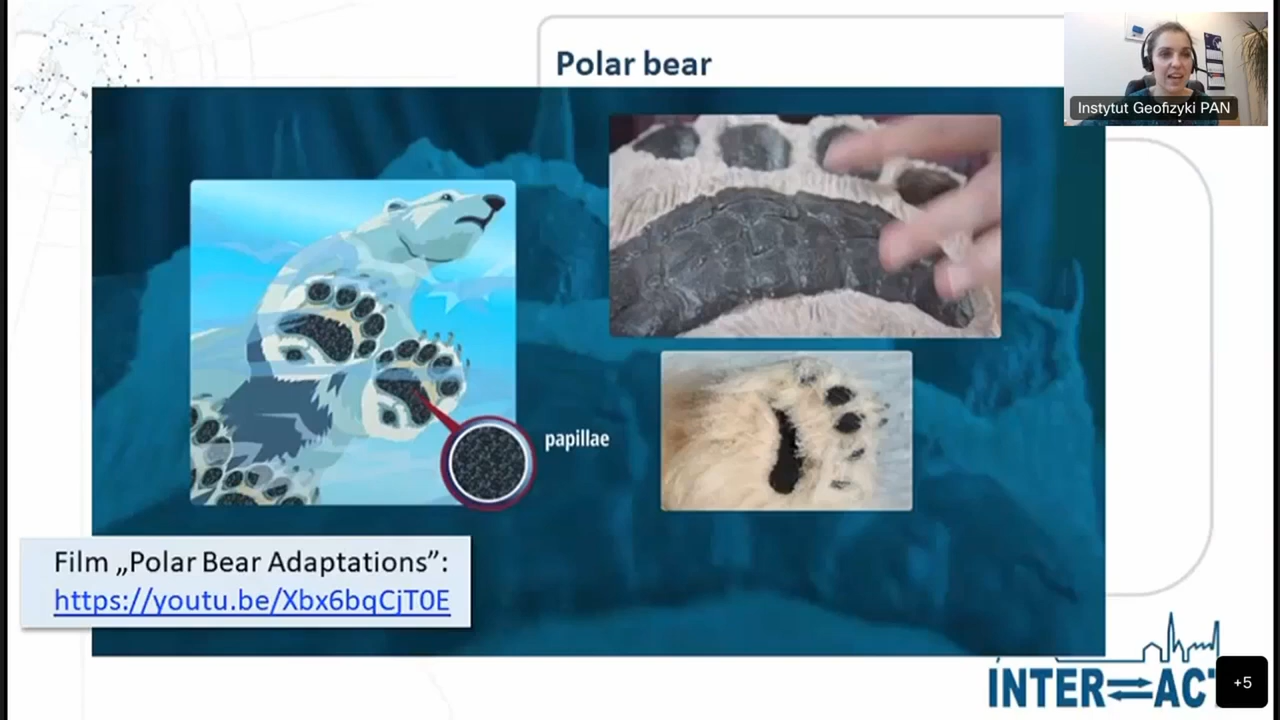 Polar bear
Instytut Geofizyki PAN
papillae
Film „Polar Bear Adaptations”:
https://youtu.be/Xbx6bqCjT0E
INTER ACT
+5